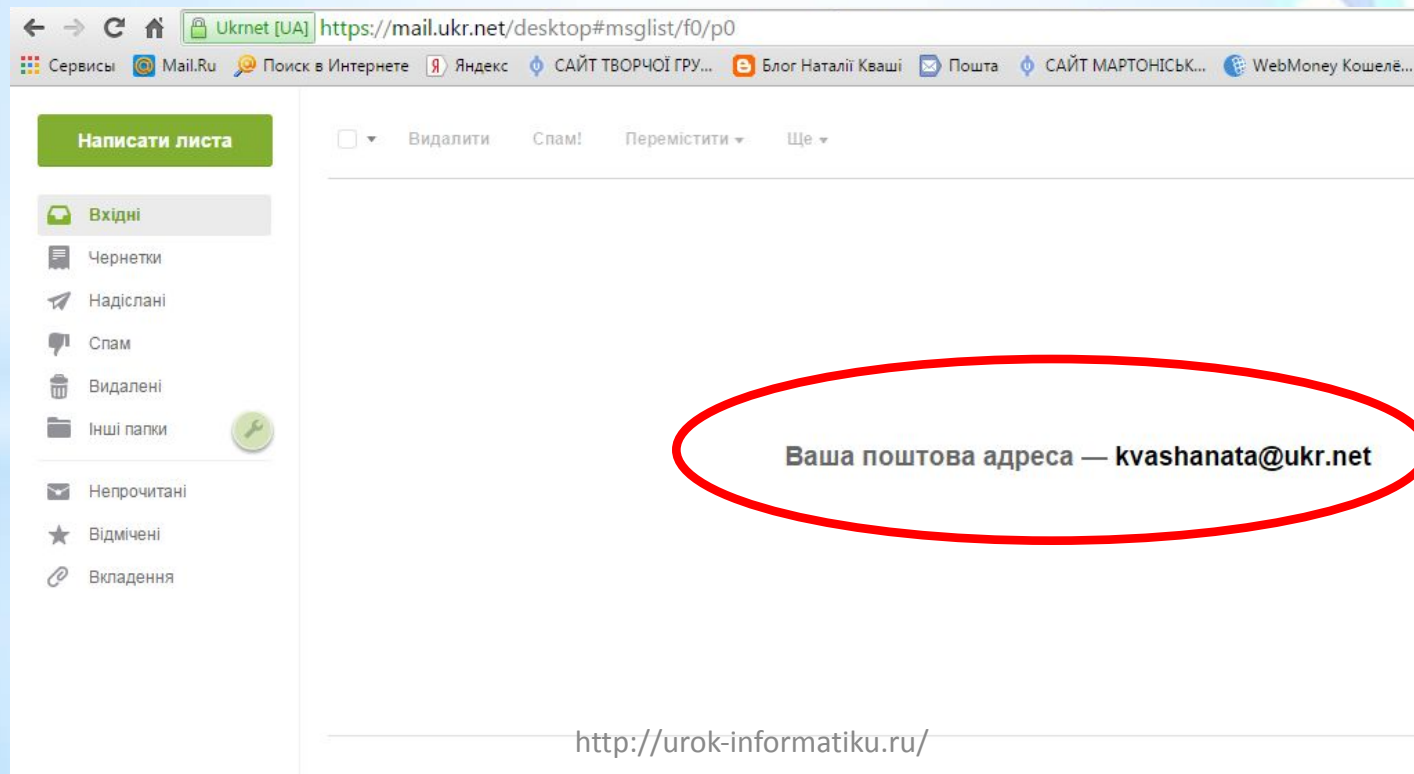 Ukrnet [UA] https://mail.ukr.net/desktop#msglist/f0/p0
Сервисы Mail.Ru Поиск в Интернете Я Яндекс САЙТ ТВОРЧОЇ ГРУ... Блог Наталії Кваші Пошта САЙТ МАРТОНІСЬК... WebMoney Кошелё...
Написати листа Видалити Спам! Перемістити Ще
Вхідні
Чернетки
Надіслані
Спам
Видалені
Інші папки
Ваша поштова адреса — kvashanata@ukr.net
Непрочитані
Відмічені
Вкладення
http://urok-informatiku.ru/